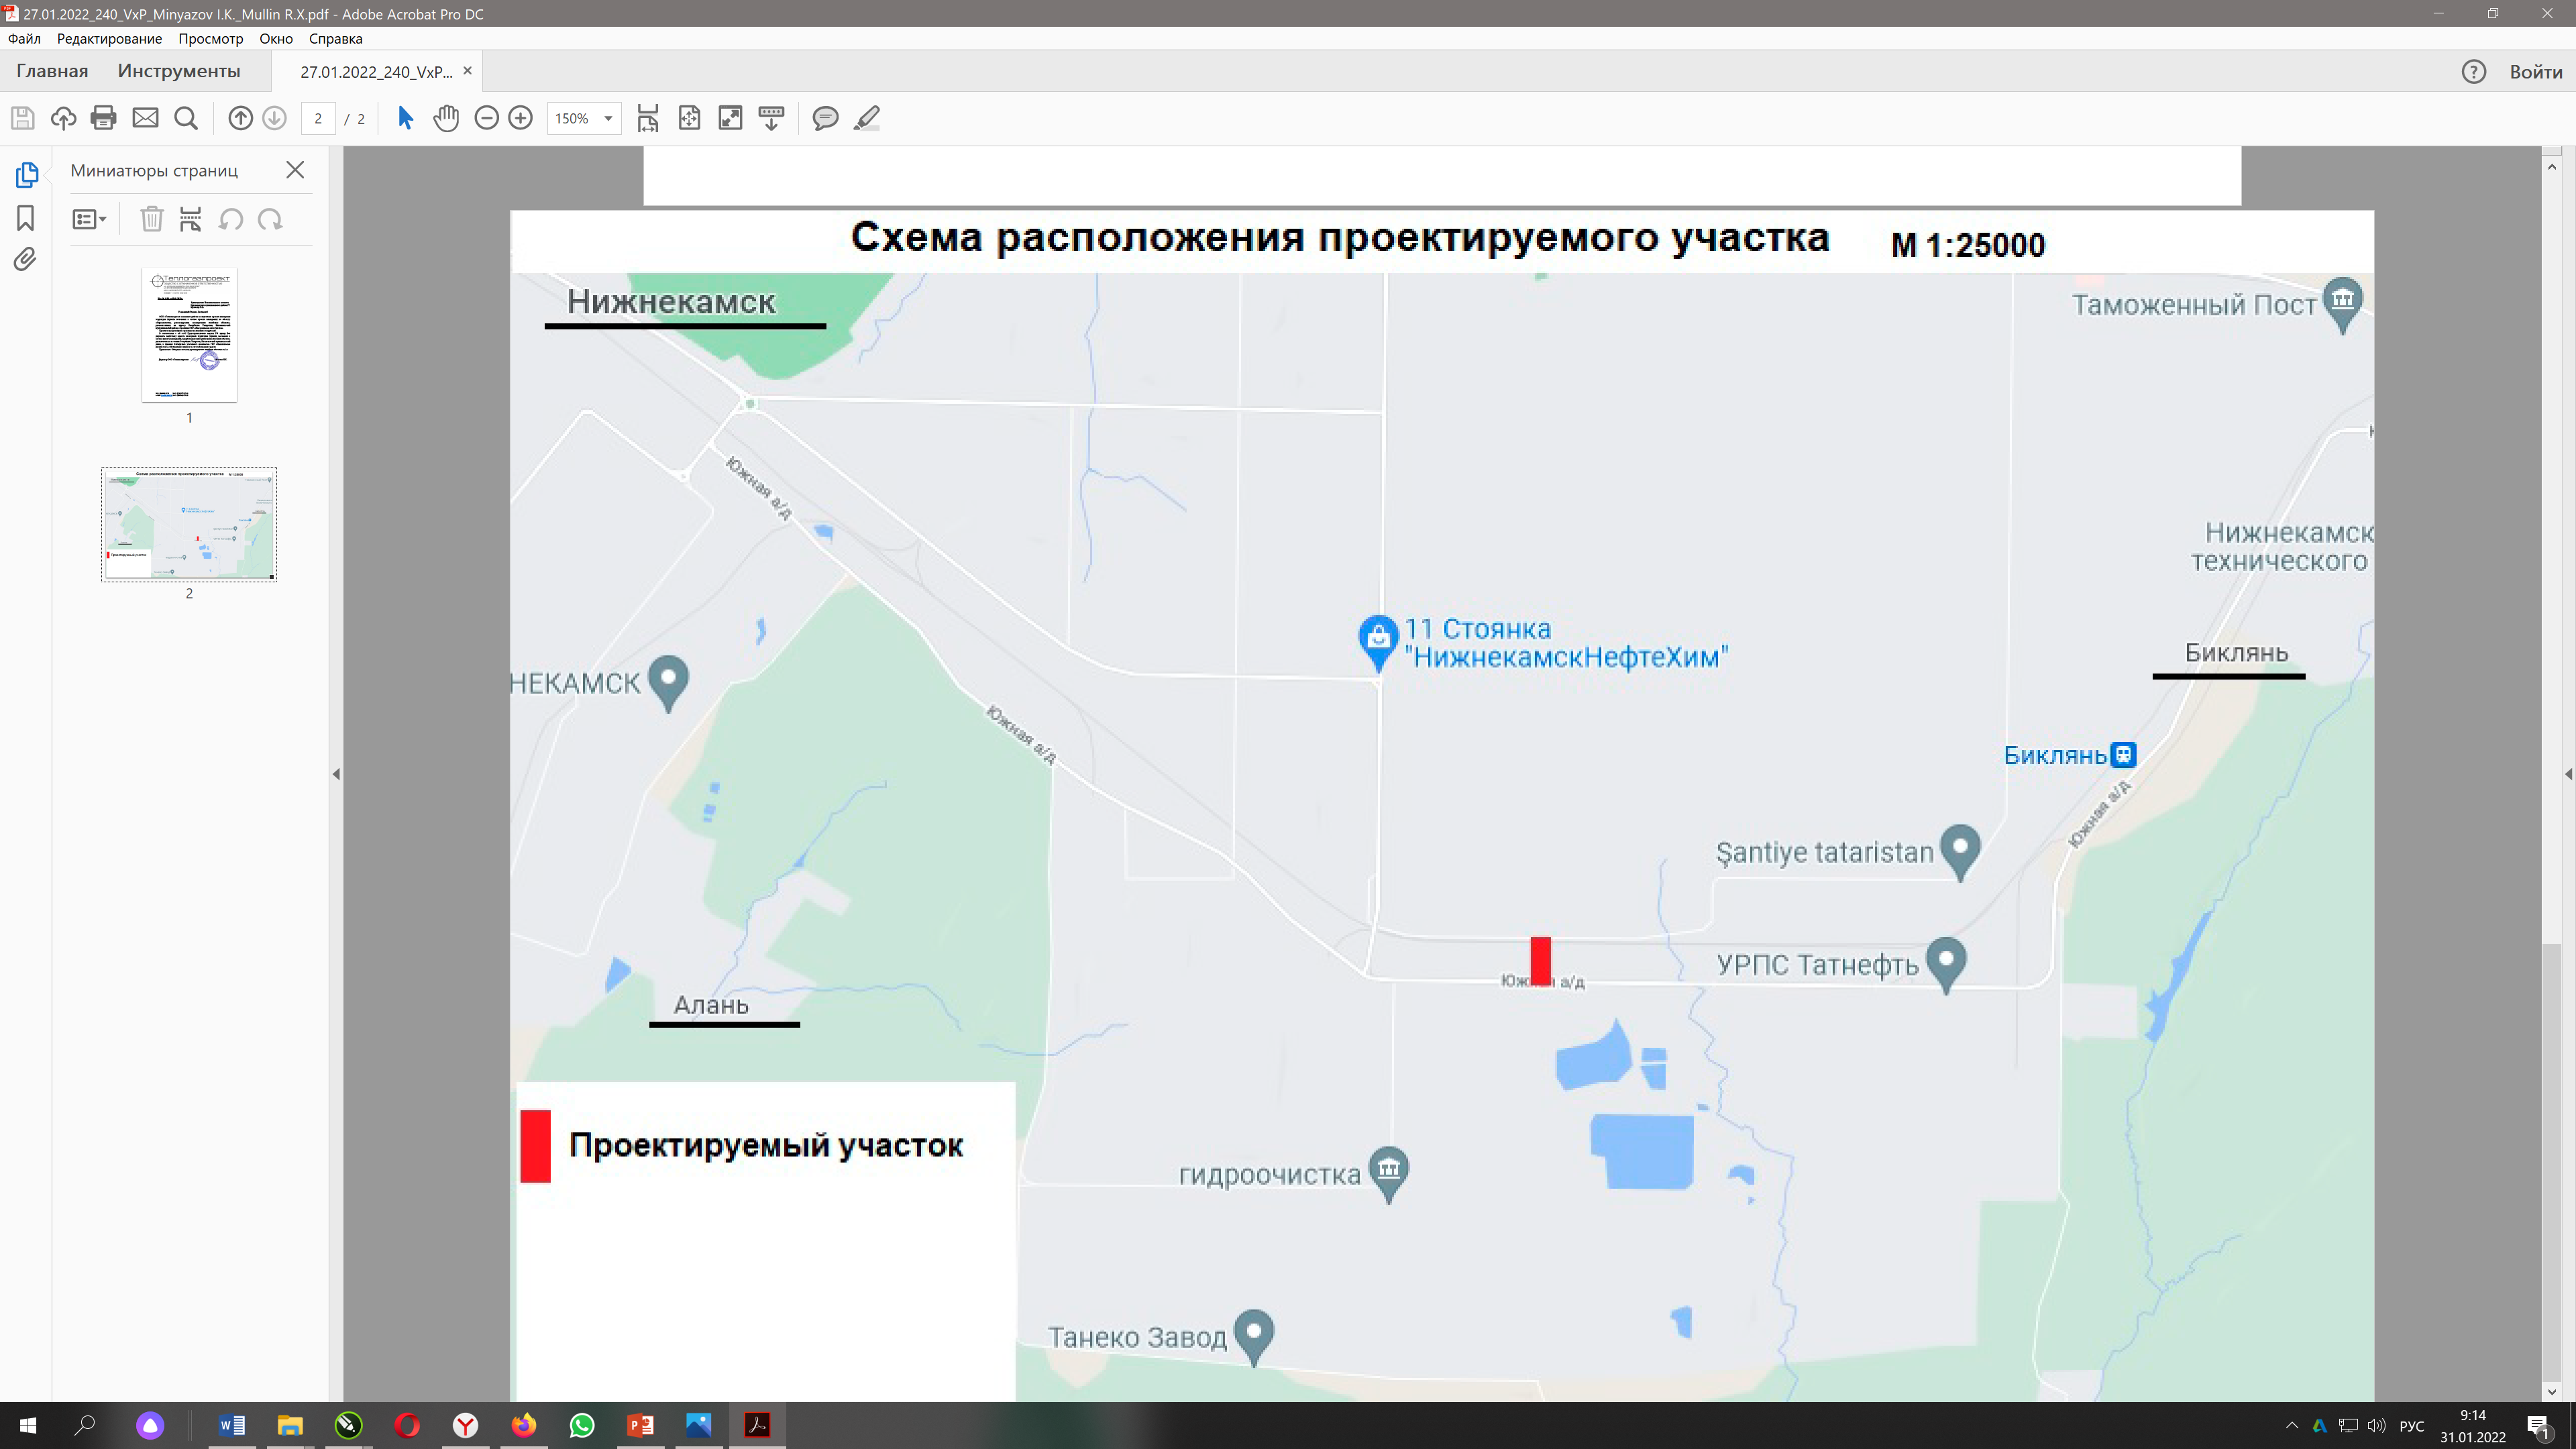 27.01.2022_240_VxP_Minyazov I.K._Mullin R.X.pdf - Adobe Acrobat Pro DC
Файл Редактирование Просмотр Окно Справка
Главная Инструменты 27.01.2022_240_VxP... × Войти
2 / 2 150%
Миниатюры страниц
Теплогазпроект
1
2
Схема расположения проектируемого участка М 1:25000
Нижнекамск
Таможенный Пост
Южная а/д
Нижнекамск
технического
11 Стоянка
"НижнекамскНефтеХим"
Биклянь
НЕКАМСК
Южная а/д
Биклянь
Южная а/д
Şantiye tataristan
УРПС Татнефть
Южная а/д
Алань
Проектируемый участок
гидроочистка
Танеко Завод
РУС
9:14
31.01.2022
1